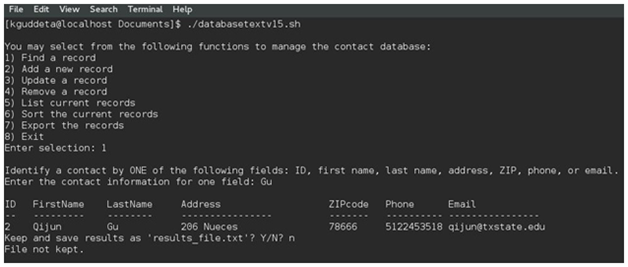 File Edit View Search Terminal Help
[kguddeta@localhost Documents]$ ./databasetextv15.sh
You may select from the following functions to manage the contact database:
1) Find a record
2) Add a new record
3) Update a record
4) Remove a record
5) List current records
6) Sort the current records
7) Export the records
8) Exit
Enter selection: 1
Identify a contact by ONE of the following fields: ID, first name, last name, address, ZIP, phone, or email.
Enter the contact information for one field: Gu
ID FirstName LastName Address ZIPcode Phone Email
-- --------- -------- ---------------- ------- ---------- ----------------
2 Qijun Gu 206 Nueces 78666 5122453518 qijun@txstate.edu
Keep and save results as 'results_file.txt'? Y/N? n
File not kept.